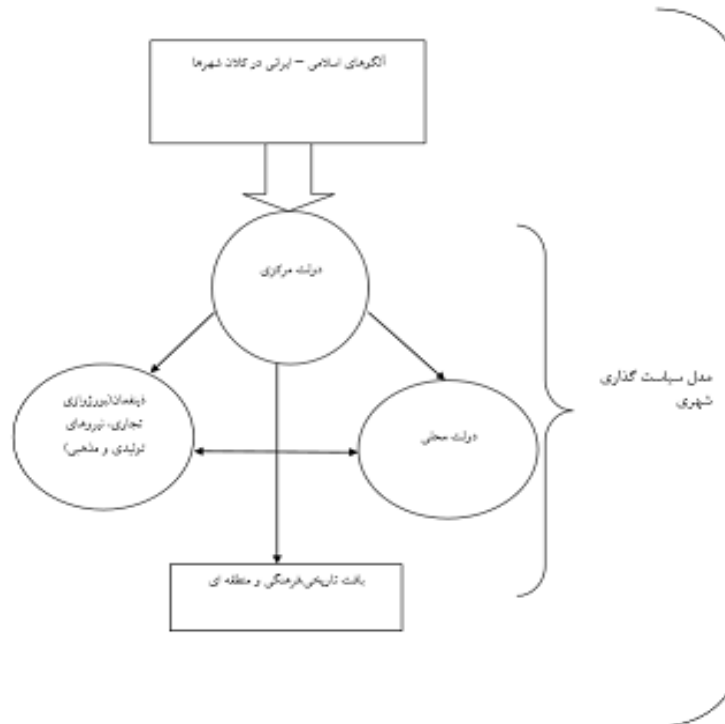 الگوهای اسلامی – ایرانی در کلان شهرها
دولت مرکزی
ذینفعان(بورژوازی
تجاری، نیروهای
تولیدی و مذهبی)
دولت محلی
مدل سیاست گذاری
شهری
بافت تاریخی،فرهنگی و منطقه ای